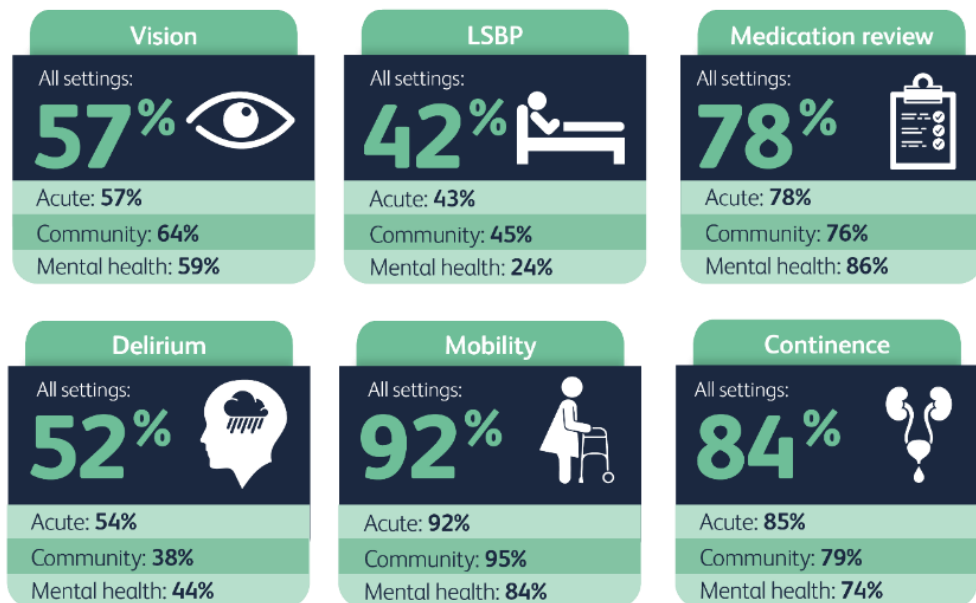 Vision
All settings:
57%
Acute: 57%
Community: 64%
Mental health: 59%
LSBP
All settings:
42%
Acute: 43%
Community: 45%
Mental health: 24%
Medication review
All settings:
78%
Acute: 78%
Community: 76%
Mental health: 86%
Delirium
All settings:
52%
Acute: 54%
Community: 38%
Mental health: 44%
Mobility
All settings:
92%
Acute: 92%
Community: 95%
Mental health: 84%
Continence
All settings:
84%
Acute: 85%
Community: 79%
Mental health: 74%